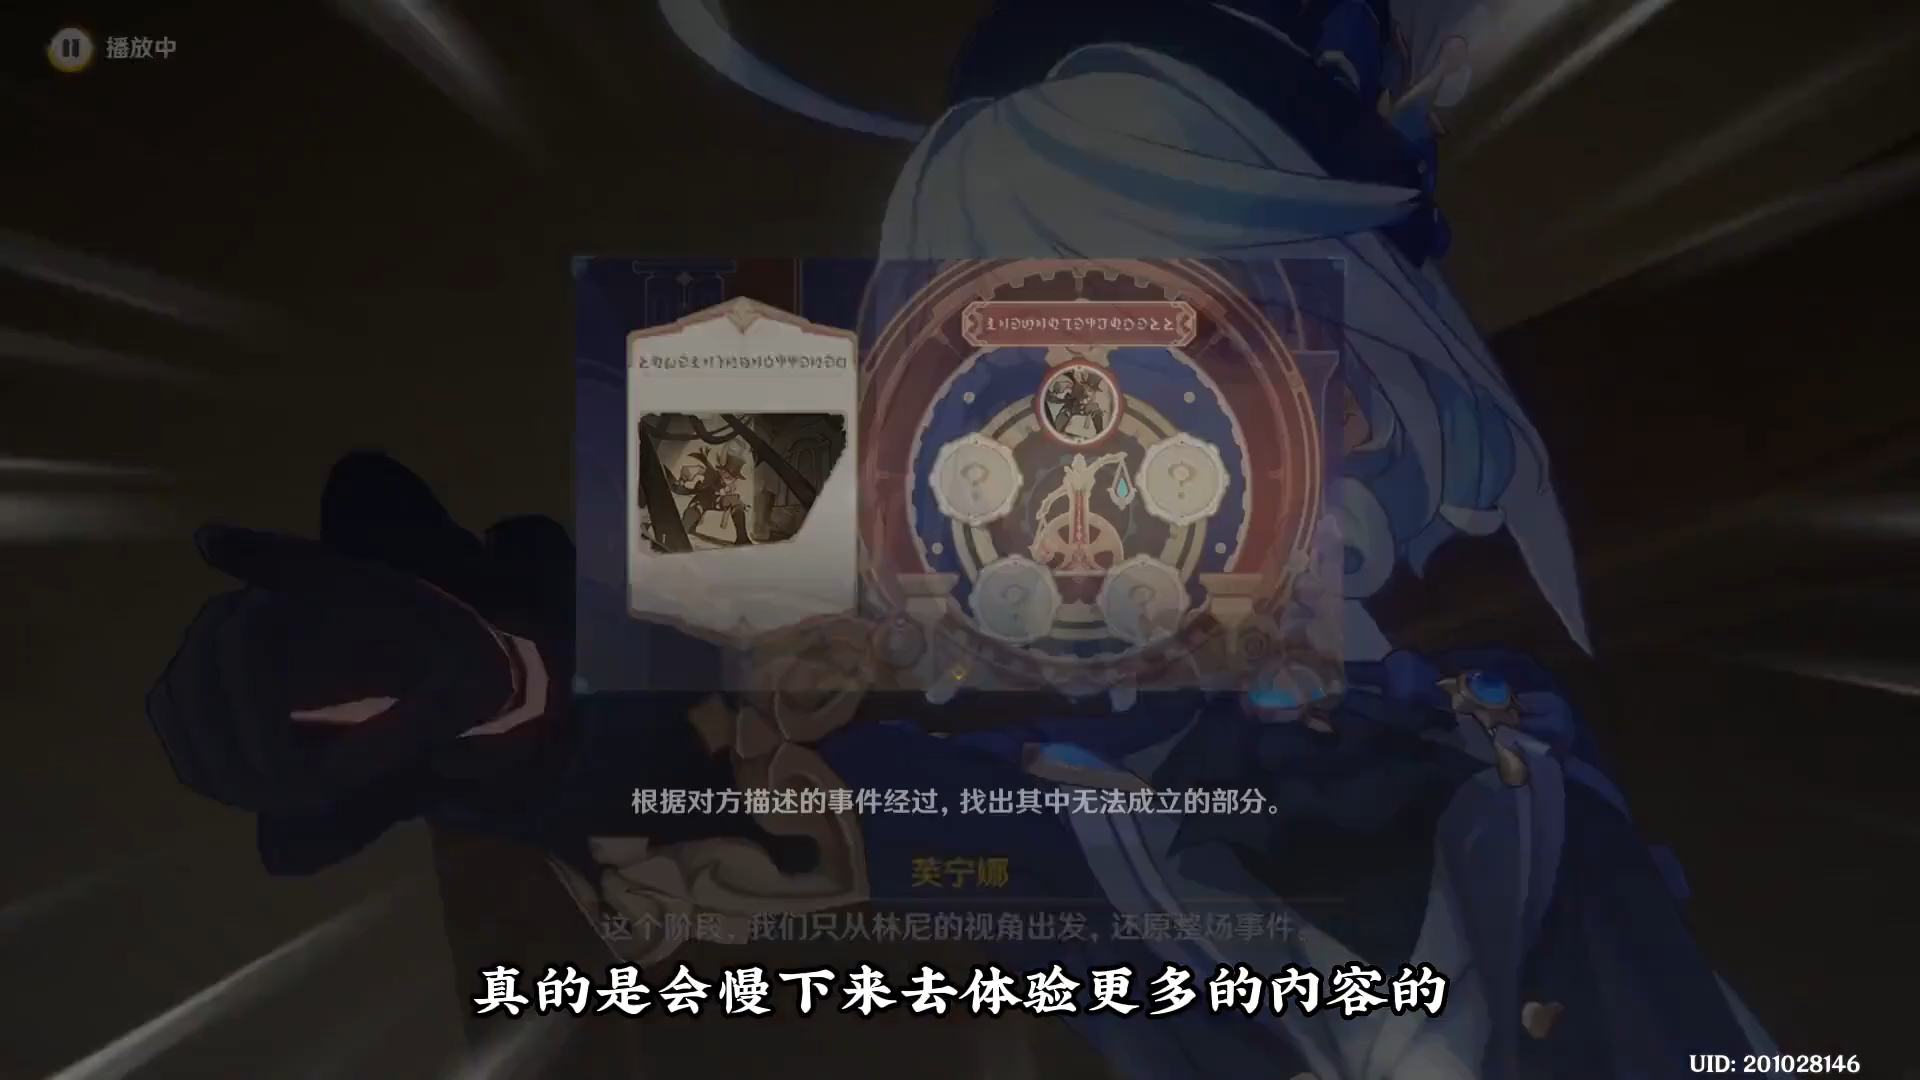 播放中
根据对方描述的事件经过，找出其中无法成立的部分。
芙宁娜
这个阶段，我们只从林尼的视角出发，还原整场事件。
真的是会慢下来去体验更多的内容的
UID: 201028146